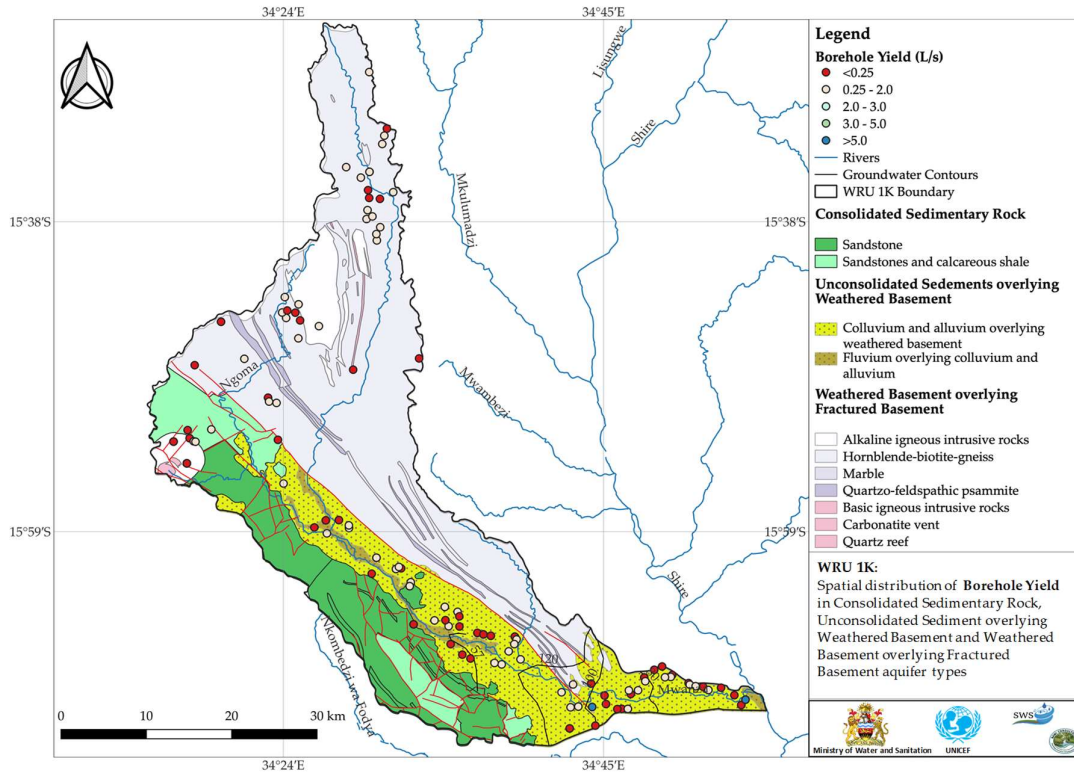 34°24'E
34°45'E
Lisungwe
Shire
Mkulumadzi
15°38'S
15°38'S
Ngoma
Mwambezi
15°59'S
15°59'S
Shire
Nkombedzi wa Fodya
120
0
10
20
30 km
34°24'E
34°45'E
Legend
Borehole Yield (L/s)
<0.25
0.25 - 2.0
2.0 - 3.0
3.0 - 5.0
>5.0
Rivers
Groundwater Contours
WRU 1K Boundary
Consolidated Sedimentary Rock
Sandstone
Sandstones and calcareous shale
Unconsolidated Sedements overlying
Weathered Basement
Colluvium and alluvium overlying
weathered basement
Fluvium overlying colluvium and
alluvium
Weathered Basement overlying
Fractured Basement
Alkaline igneous intrusive rocks
Hornblende-biotite-gneiss
Marble
Quartzo-feldspathic psammite
Basic igneous intrusive rocks
Carbonatite vent
Quartz reef
WRU 1K:
Spatial distribution of Borehole Yield
in Consolidated Sedimentary Rock,
Unconsolidated Sediment overlying
Weathered Basement and Weathered
Basement overlying Fractured
Basement aquifer types
Ministry of Water and Sanitation
UNICEF
SWS